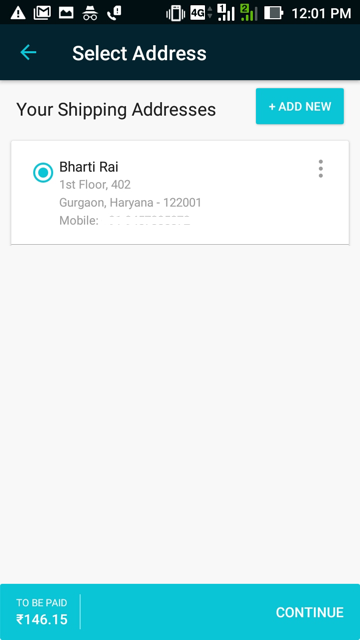 4G 1 2 12:01 PM
Select Address
Your Shipping Addresses
+ ADD NEW
Bharti Rai
1st Floor, 402
Gurgaon, Haryana - 122001
Mobile:
TO BE PAID
₹146.15
CONTINUE